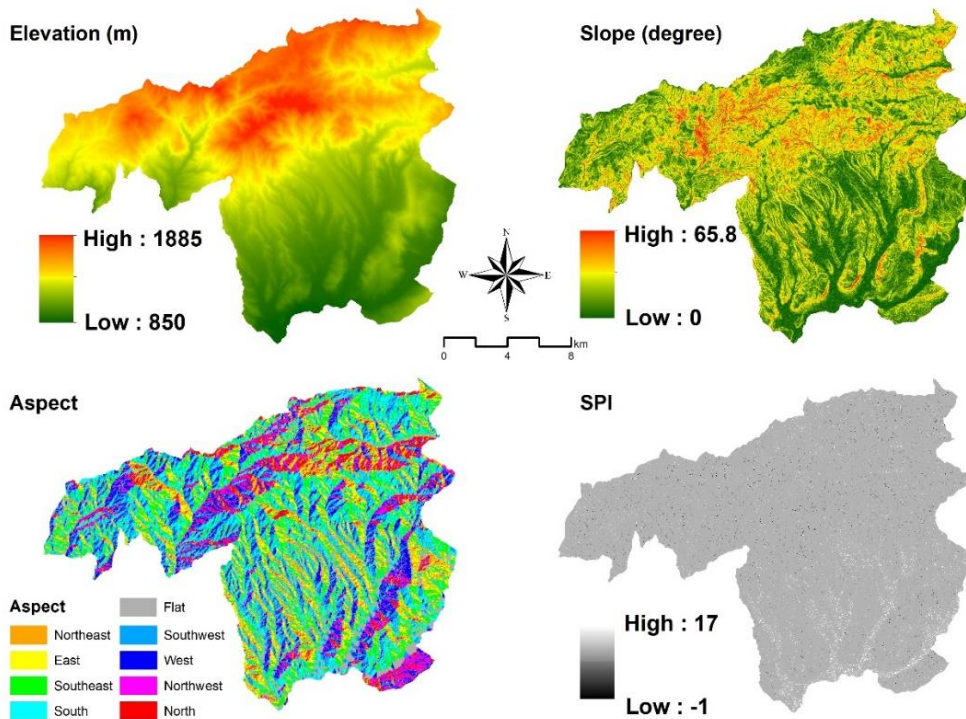 Elevation (m)
High : 1885
Low : 850
Slope (degree)
High : 65.8
Low : 0
N
W
E
S
0
4
8
km
Aspect
Aspect
Northeast
East
Southeast
South
Flat
Southwest
West
Northwest
North
SPI
High : 17
Low : -1